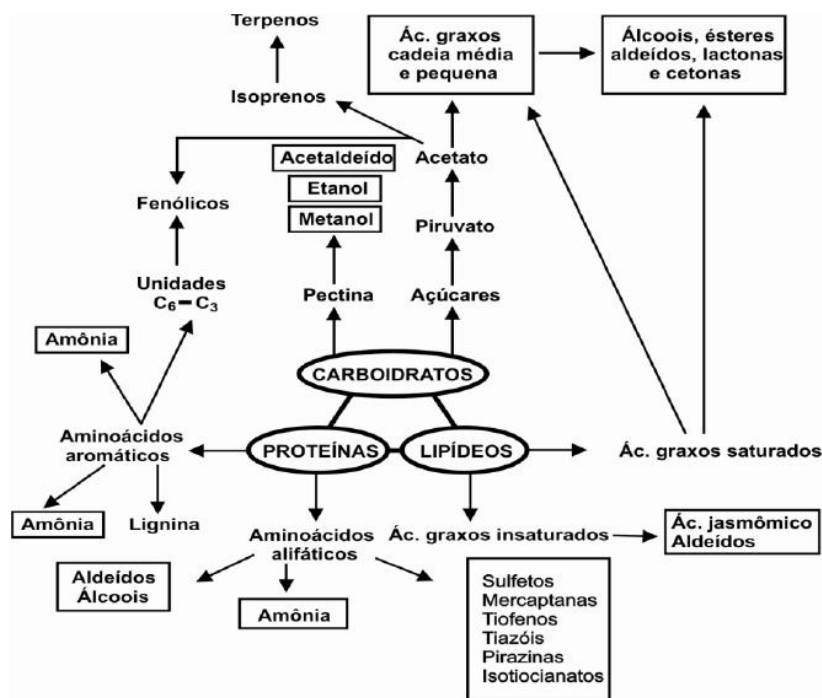 Terpenos
Ác. graxos
cadeia média
e pequena
Álcoois, ésteres
aldeídos, lactonas
e cetonas
Isoprenos
Acetaldeído
Acetato
Etanol
Metanol
Fenólicos
Piruvato
Unidades
C₆–C₃
Pectina
Açúcares
Amônia
CARBOIDRATOS
Aminoácidos
aromáticos
PROTEÍNAS
LIPÍDEOS
Ác. graxos saturados
Amônia
Lignina
Aminoácidos
alifáticos
Ác. graxos insaturados
Ác. jasmômico
Aldeídos
Aldeídos
Álcoois
Amônia
Sulfetos
Mercaptanas
Tiofenos
Tiazóis
Pirazinas
Isotiocianatos